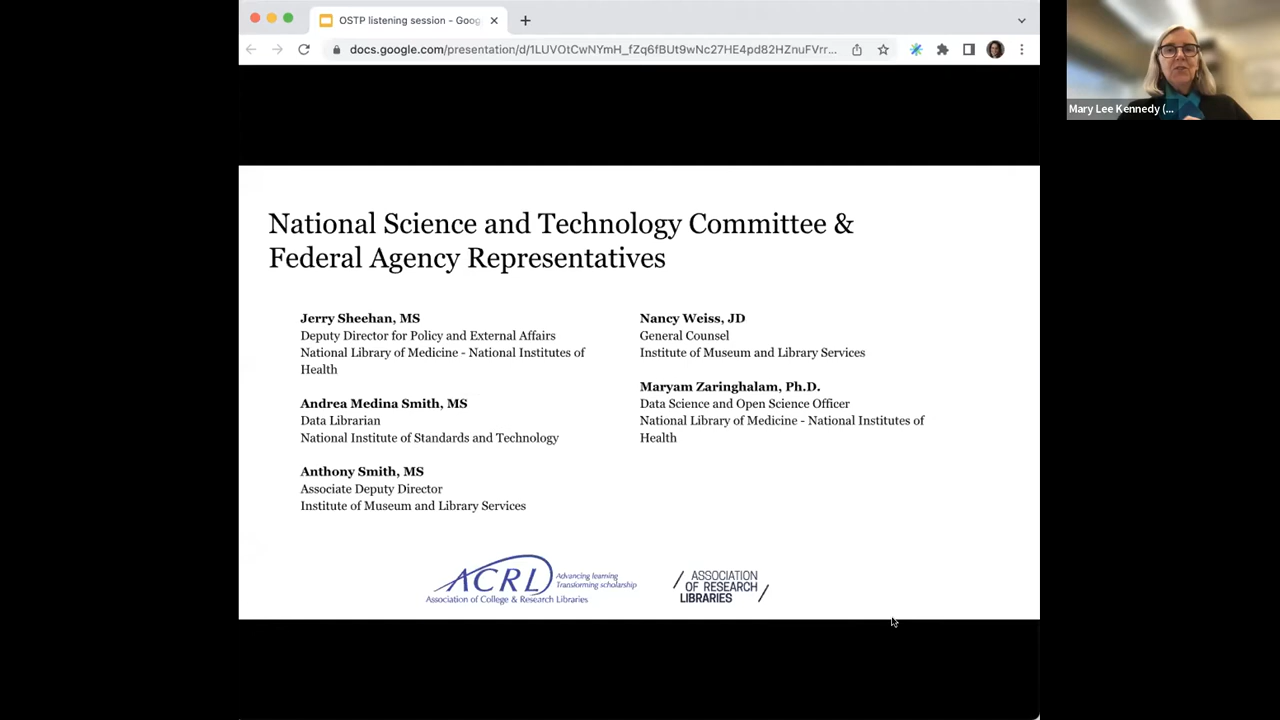 OSTP listening session - Goog
docs.google.com/presentation/d/1LUVOtCwNYmH_fZq6fBUt9wNc27HE4pd82HZnuFVrr...
Mary Lee Kennedy (...
National Science and Technology Committee &
Federal Agency Representatives
Jerry Sheehan, MS
Deputy Director for Policy and External Affairs
National Library of Medicine - National Institutes of
Health
Andrea Medina Smith, MS
Data Librarian
National Institute of Standards and Technology
Anthony Smith, MS
Associate Deputy Director
Institute of Museum and Library Services
Nancy Weiss, JD
General Counsel
Institute of Museum and Library Services
Maryam Zaringhalam, Ph.D.
Data Science and Open Science Officer
National Library of Medicine - National Institutes of
Health
ACRL
Advancing learning
Transforming scholarship
Association of College & Research Libraries
ASSOCIATION
OF RESEARCH
LIBRARIES